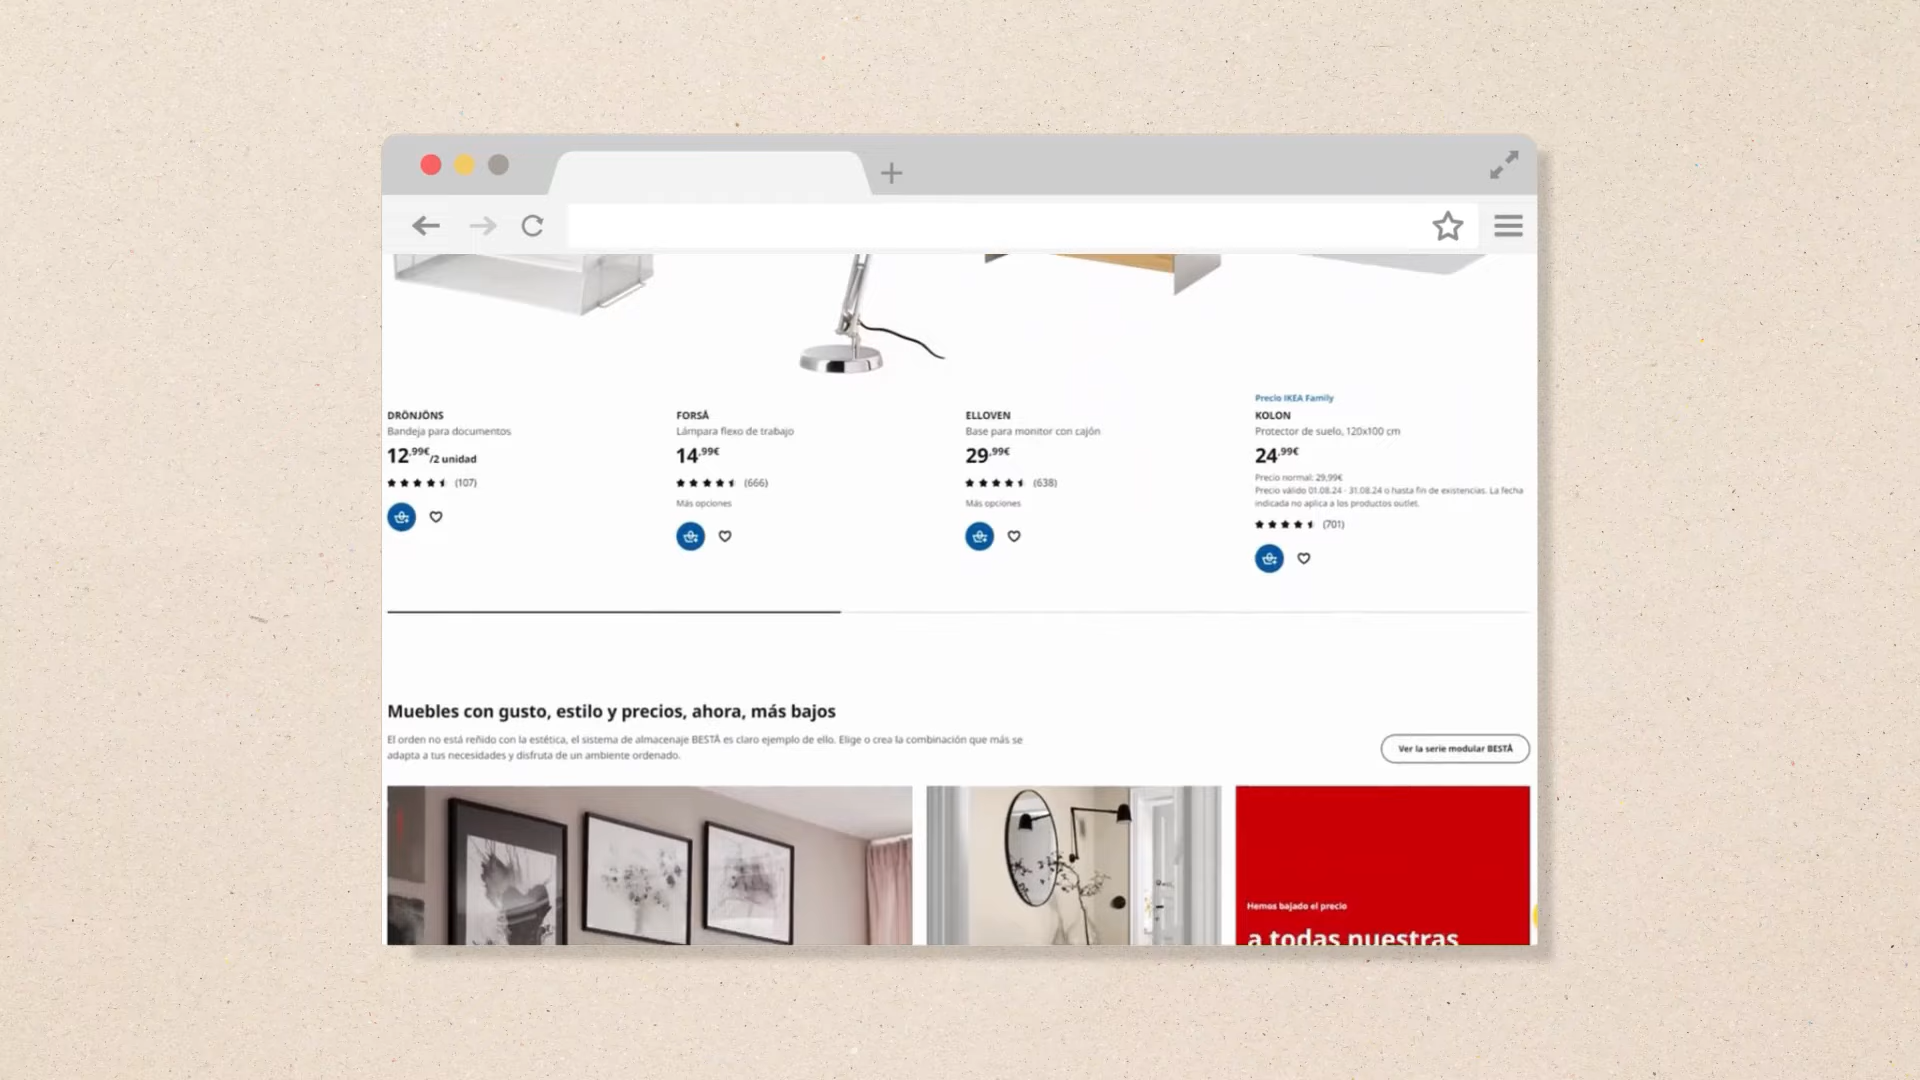 DRÖNJÖNS
Bandeja para documentos
12,99€/2 unidad
(107)
FORSÅ
Lámpara flexo de trabajo
14,99€
(666)
Más opciones
ELLOVEN
Base para monitor con cajón
29,99€
(638)
Más opciones
Precio IKEA Family
KOLON
Protector de suelo, 120x100 cm
24,99€
Precio normal: 29,99€
Precio válido 01.08.24 - 31.08.24 o hasta fin de existencias. La fecha
indicada no aplica a los productos outlet.
(701)
Muebles con gusto, estilo y precios, ahora, más bajos
El orden no está reñido con la estética, el sistema de almacenaje BESTÅ es claro ejemplo de ello. Elige o crea la combinación que más se
adapta a tus necesidades y disfruta de un ambiente ordenado.
Ver la serie modular BESTÅ
Hemos bajado el precio
a todas nuestras